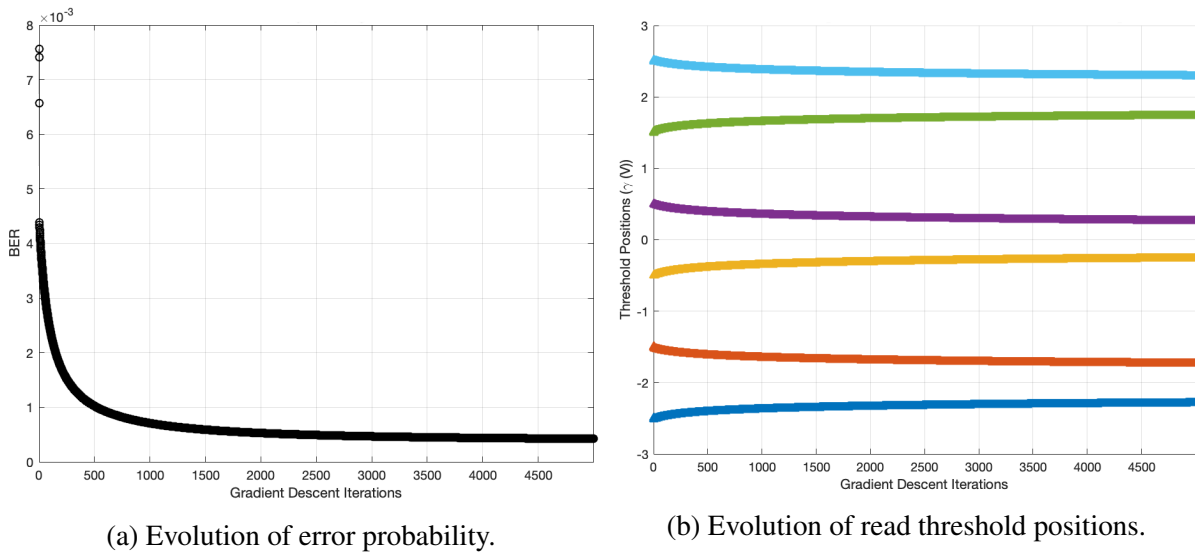 ×10⁻³
8
7
6
5
4
3
2
1
0
BER
0 500 1000 1500 2000 2500 3000 3500 4000 4500
Gradient Descent Iterations
(a) Evolution of error probability.
3
2
1
0
-1
-2
-3
Threshold Positions (γ (V))
0 500 1000 1500 2000 2500 3000 3500 4000 4500
Gradient Descent Iterations
(b) Evolution of read threshold positions.